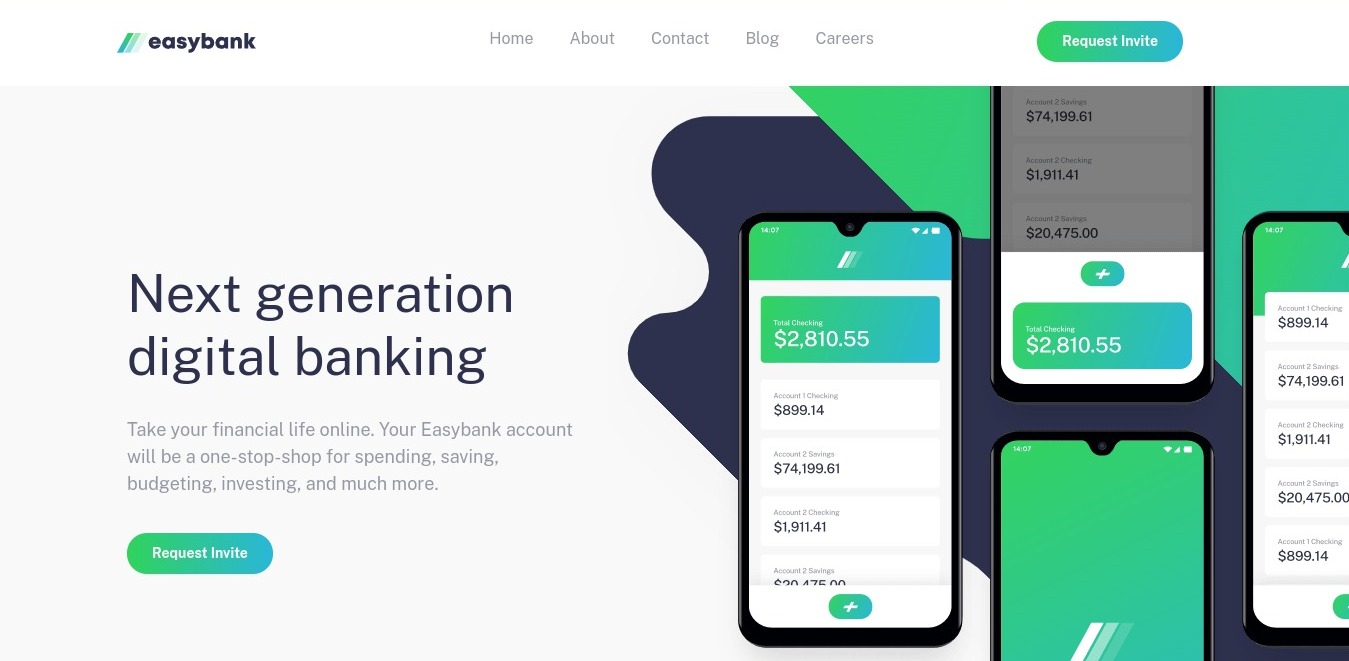 easybank
Home
About
Contact
Blog
Careers
Request Invite
Next generation
digital banking
Take your financial life online. Your Easybank account
will be a one-stop-shop for spending, saving,
budgeting, investing, and much more.
Request Invite
14:07
Total Checking
$2,810.55
Account 1 Checking
$899.14
Account 2 Savings
$74,199.61
Account 2 Checking
$1,911.41
Account 2 Savings
$20,475.00
Account 2 Savings
$74,199.61
Account 2 Checking
$1,911.41
Account 2 Savings
$20,475.00
Total Checking
$2,810.55
14:07
14:07
Account 1 Checking
$899.14
Account 2 Savings
$74,199.61
Account 2 Checking
$1,911.41
Account 2 Savings
$20,475.00
Account 1 Checking
$899.14